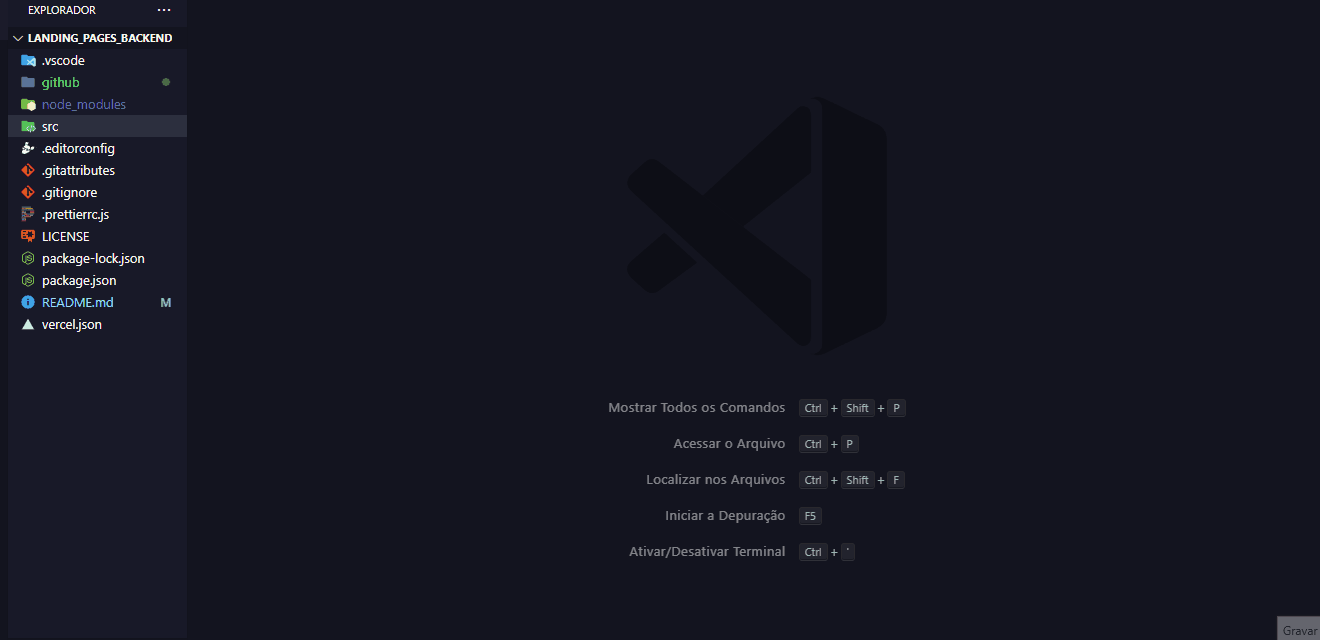 EXPLORADOR ...
LANDING_PAGES_BACKEND
.vscode
github
node_modules
src
.editorconfig
.gitattributes
.gitignore
.prettierrc.js
LICENSE
package-lock.json
package.json
README.md M
vercel.json
Mostrar Todos os Comandos Ctrl + Shift + P
Acessar o Arquivo Ctrl + P
Localizar nos Arquivos Ctrl + Shift + F
Iniciar a Depuração F5
Ativar/Desativar Terminal Ctrl + '
Gravar